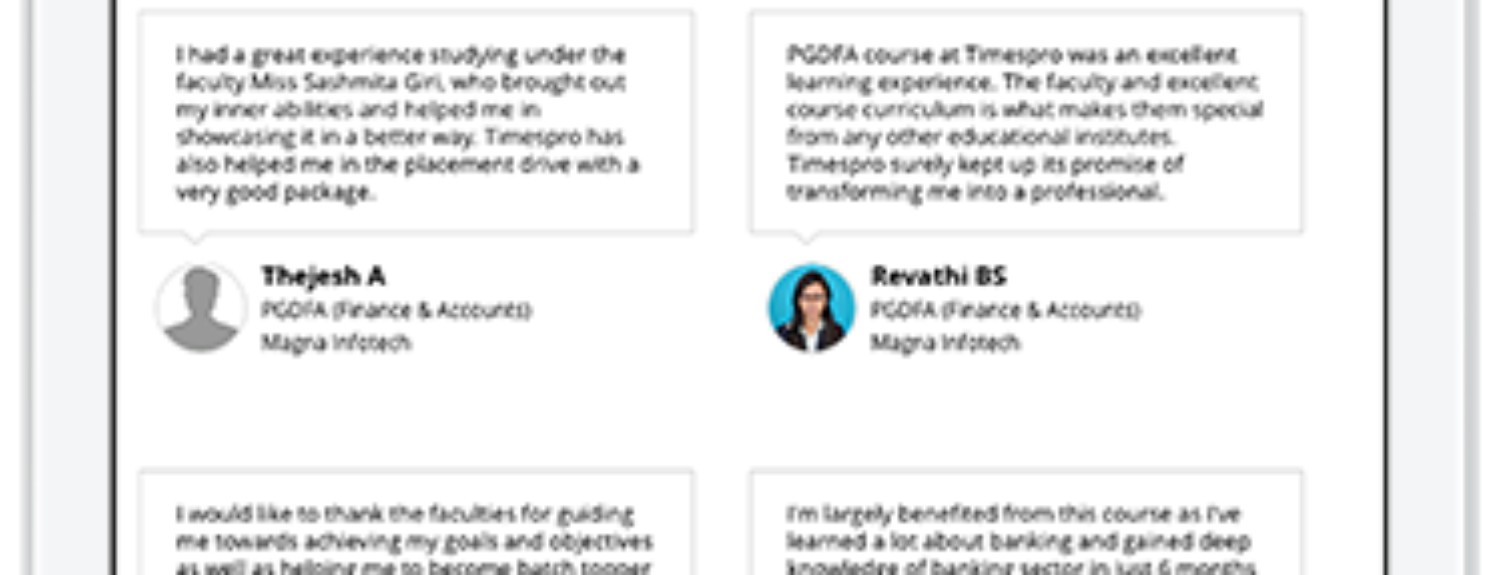 I had a great experience studying under the
faculty Miss Sashmita Giri, who brought out
my inner abilities and helped me in
showcasing it in a better way. Timespro has
also helped me in the placement drive with a
very good package.
Thejesh A
PGDFA (Finance & Accounts)
Magna Infotech
PGDFA course at Timespro was an excellent
learning experience. The faculty and excellent
course curriculum is what makes them special
from any other educational institutes.
Timespro surely kept up its promise of
transforming me into a professional.
Revathi BS
PGDFA (Finance & Accounts)
Magna Infotech
I would like to thank the faculties for guiding
me towards achieving my goals and objectives
as well as helping me to become batch topper
I'm largely benefited from this course as I've
learned a lot about banking and gained deep
knowledge of banking sector in just 6 months